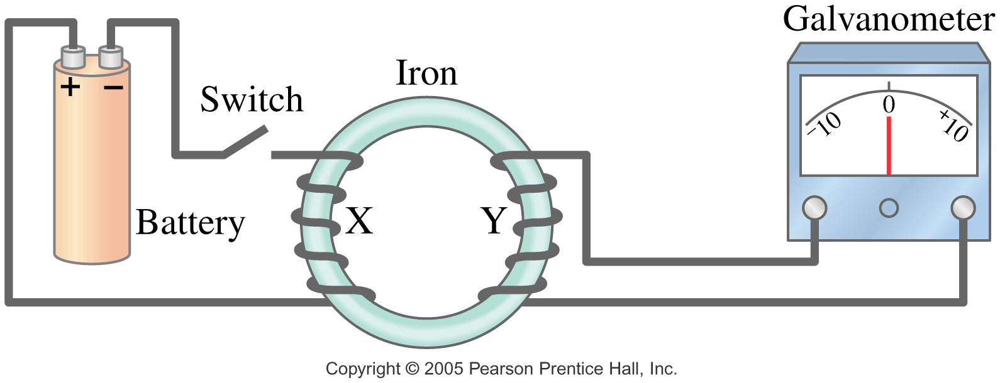 Galvanometer
Iron
+ −
Switch
0
−10
+10
X
Y
Battery
Copyright © 2005 Pearson Prentice Hall, Inc.